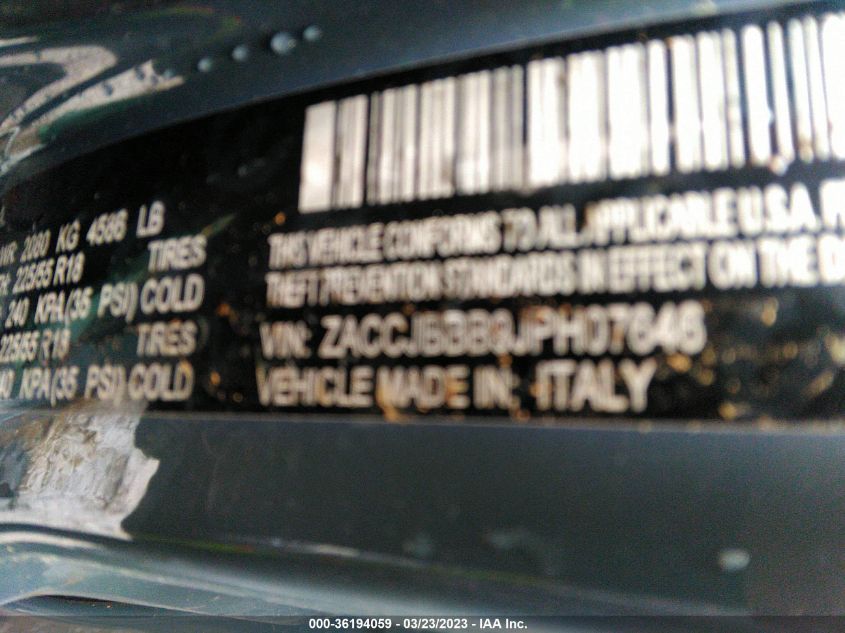 WR 2080 KG 4586 LB
225/55 R18 TIRES
240 KPA(35 PSI) COLD
225/55 R18 TIRES
KPA(35 PSI) COLD
THIS VEHICLE CONFORMS TO ALL APPLICABLE U.S.A.
THEFT PREVENTION STANDARDS IN EFFECT ON THE
VIN:
VEHICLE MADE IN: ITALY
000-36194059 - 03/23/2023 - IAA Inc.